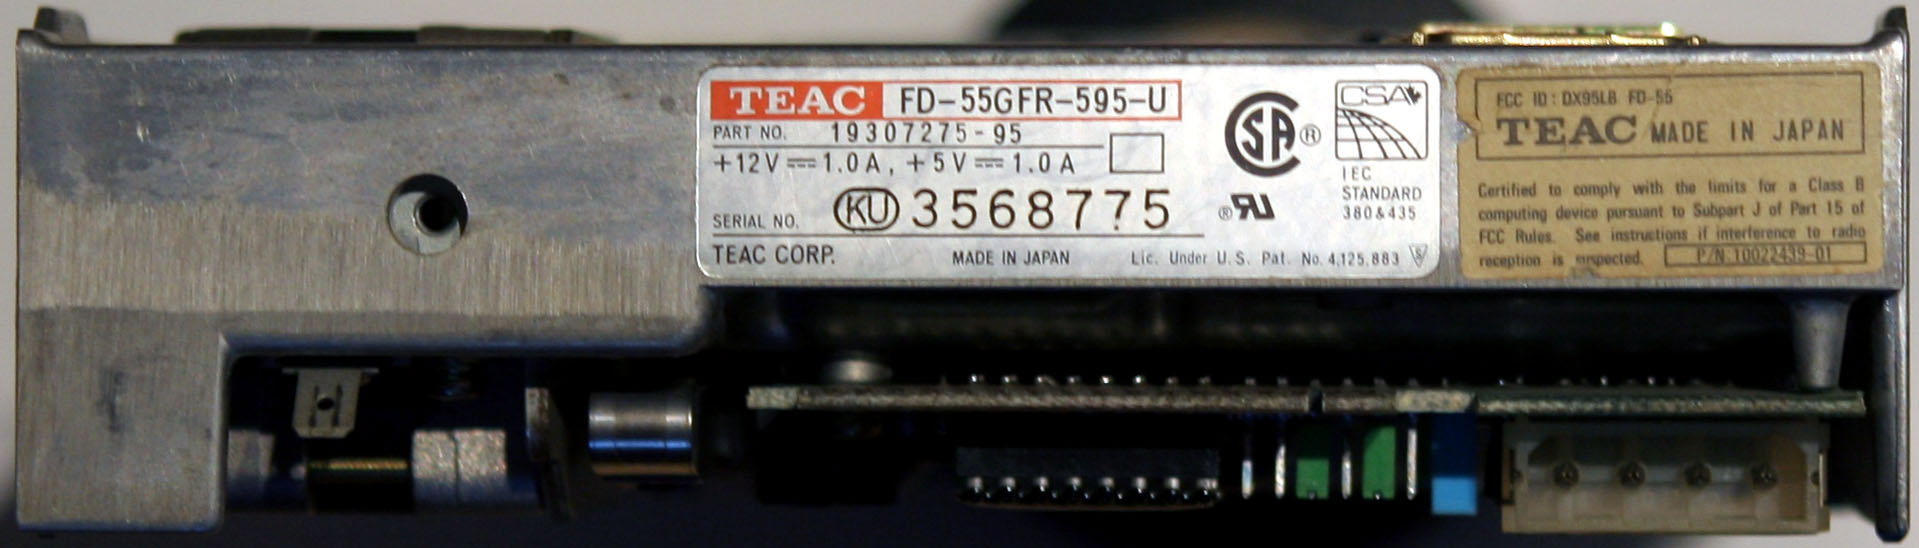 TEAC FD-55GFR-595-U
PART NO. 19307275-95
+12V 1.0A, +5V 1.0A
SERIAL NO. KU 3568775
TEAC CORP. MADE IN JAPAN Lic. Under U.S. Pat. No. 4,125,883
SA ®
® RU
CSA
IEC
STANDARD
380&435
FCC ID: DX95LB FD-55
TEAC MADE IN JAPAN
Certified to comply with the limits for a Class B
computing device pursuant to Subpart J of Part 15 of
FCC Rules. See instructions if interference to radio
reception is suspected. P/N 10022439-01